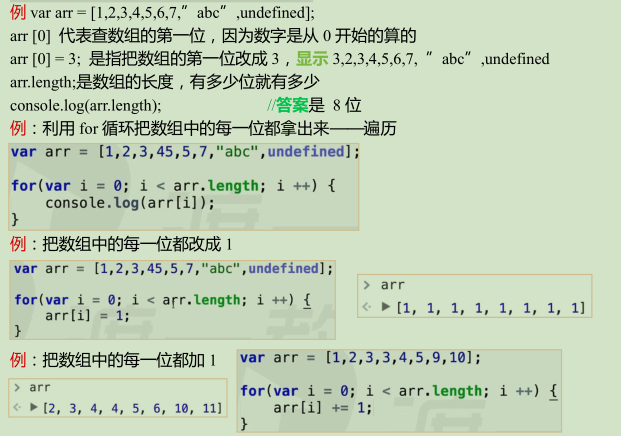 例 var arr = [1,2,3,4,5,6,7,” abc” ,undefined];
arr [0] 代表查数组的第一位，因为数字是从 0 开始的算的
arr [0] = 3; 是指把数组的第一位改成 3，显示 3,2,3,4,5,6,7, ” abc” ,undefined
arr.length;是数组的长度，有多少位就有多少
console.log(arr.length); //答案是 8 位
例：利用 for 循环把数组中的每一位都拿出来——遍历
var arr = [1,2,3,45,5,7,"abc",undefined];
for(var i = 0; i < arr.length; i ++) {
console.log(arr[i]);
}
例：把数组中的每一位都改成 1
var arr = [1,2,3,45,5,7,"abc",undefined];
for(var i = 0; i < arr.length; i ++) {
arr[i] = 1;
}
> arr
<· ▶ [1, 1, 1, 1, 1, 1, 1, 1]
例：把数组中的每一位都加 1
> arr
<· ▶ [2, 3, 4, 4, 5, 6, 10, 11]
var arr = [1,2,3,3,4,5,9,10];
for(var i = 0; i < arr.length; i ++) {
arr[i] += 1;
}